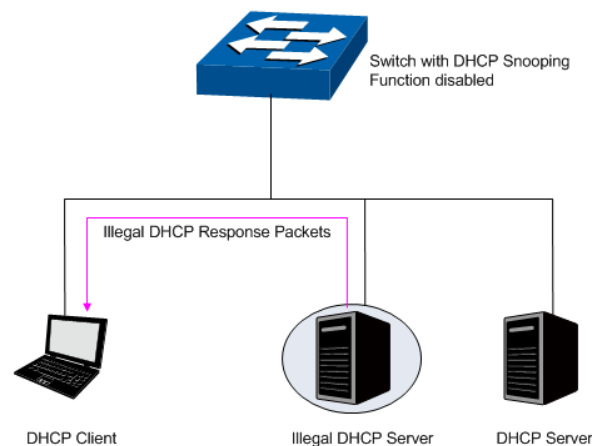 Switch with DHCP Snooping
Function disabled
Illegal DHCP Response Packets
DHCP Client
Illegal DHCP Server
DHCP Server